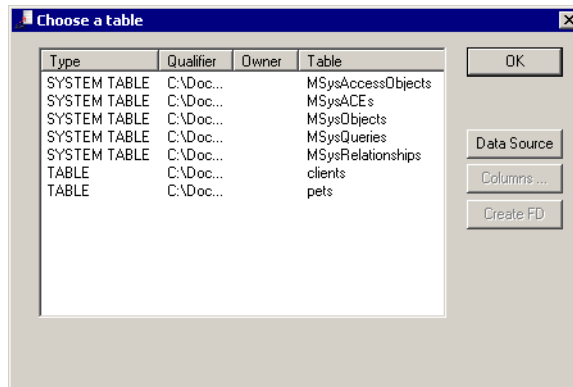 Choose a table
Type Qualifier Owner Table
SYSTEM TABLE C:\Doc... MSysAccessObjects
SYSTEM TABLE C:\Doc... MSysACEs
SYSTEM TABLE C:\Doc... MSysObjects
SYSTEM TABLE C:\Doc... MSysQueries
SYSTEM TABLE C:\Doc... MSysRelationships
TABLE C:\Doc... clients
TABLE C:\Doc... pets
OK
Data Source
Columns ...
Create FD